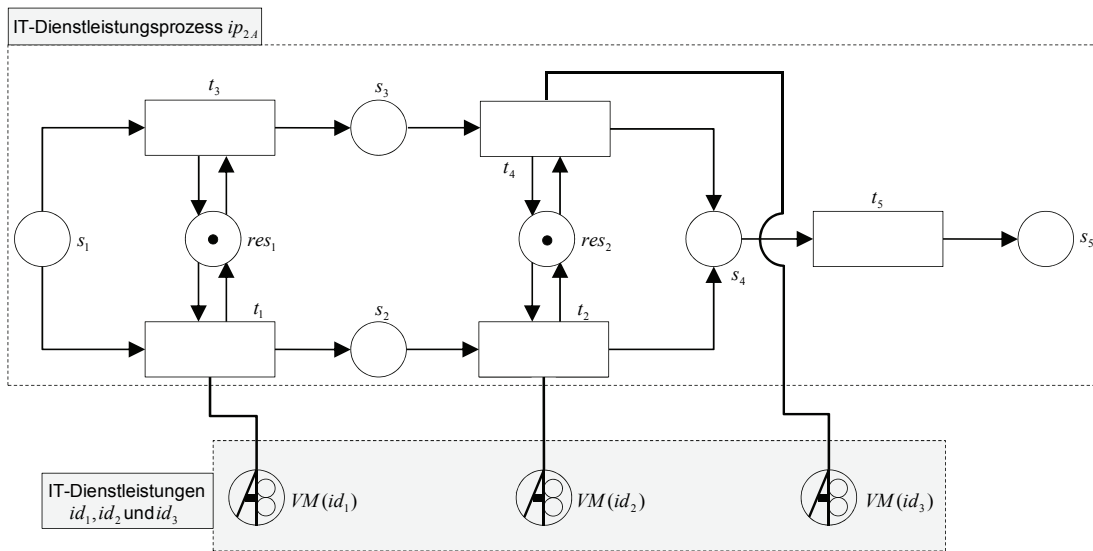 IT-Dienstleistungsprozess ip₂A
t₃
s₃
t₄
t₅
s₁
res₁
res₂
s₄
s₅
t₁
s₂
t₂
IT-Dienstleistungen
id₁, id₂ und id₃
VM(id₁)
VM(id₂)
VM(id₃)